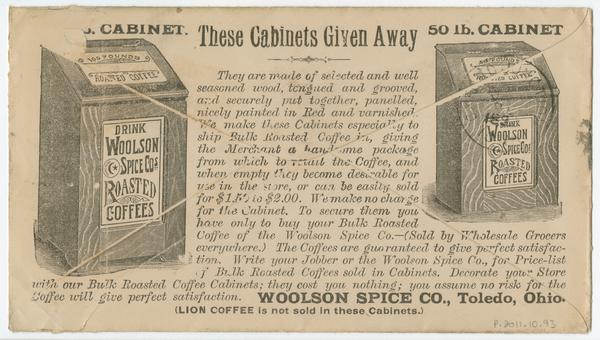 b. CABINET.
These Cabinets Given Away
50 lb. CABINET
100 POUNDS
ROASTED COFFEE
DRINK
WOOLSON
SPICE COS
ROASTED
COFFEES
ROASTED COFFEE
DRINK
WOOLSON
SPICE COS
ROASTED
COFFEES
They are made of selected and well
seasoned wood, tongued and grooved,
and securely put together, panelled,
nicely painted in Red and varnished.
We make these Cabinets especially to
ship Bulk Roasted Coffee in, giving
the Merchant a handsome package
from which to retail the Coffee, and
when empty they become desirable for
use in the store, or can be easily sold
for $1.50 to $2.00. We make no charge
for the Cabinet. To secure them you
have only to buy your Bulk Roasted
Coffee of the Woolson Spice Co.—(Sold by Wholesale Grocers
everywhere.) The Coffees are guaranteed to give perfect satisfac-
tion. Write your Jobber or the Woolson Spice Co., for Price-list
of Bulk Roasted Coffees sold in Cabinets. Decorate your Store
with our Bulk Roasted Coffee Cabinets; they cost you nothing; you assume no risk for the
Coffee will give perfect satisfaction. WOOLSON SPICE CO., Toledo, Ohio.
(LION COFFEE is not sold in these Cabinets.)
P.2011.10.93